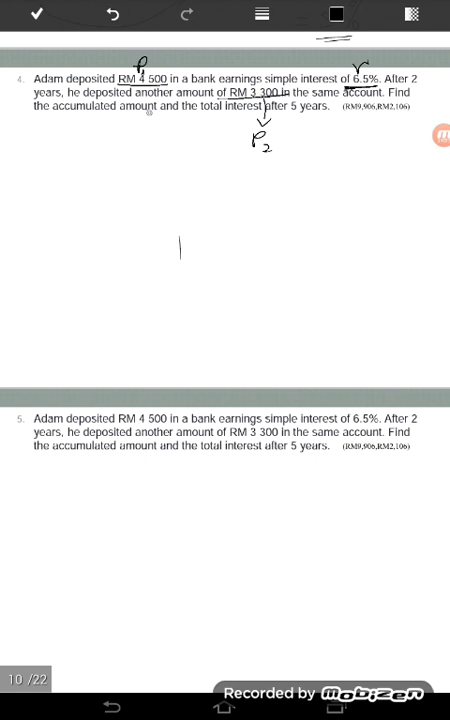 P1 r
4. Adam deposited RM 4 500 in a bank earnings simple interest of 6.5%. After 2
years, he deposited another amount of RM 3 300 in the same account. Find
the accumulated amount and the total interest after 5 years. (RM9,906,RM2,106)
P2
5. Adam deposited RM 4 500 in a bank earnings simple interest of 6.5%. After 2
years, he deposited another amount of RM 3 300 in the same account. Find
the accumulated amount and the total interest after 5 years. (RM9,906,RM2,106)
10 /22
Recorded by mobizen